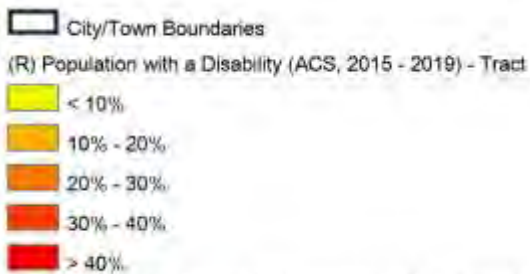 City/Town Boundaries
(R) Population with a Disability (ACS, 2015 - 2019) - Tract
< 10%
10% - 20%
20% - 30%
30% - 40%
> 40%